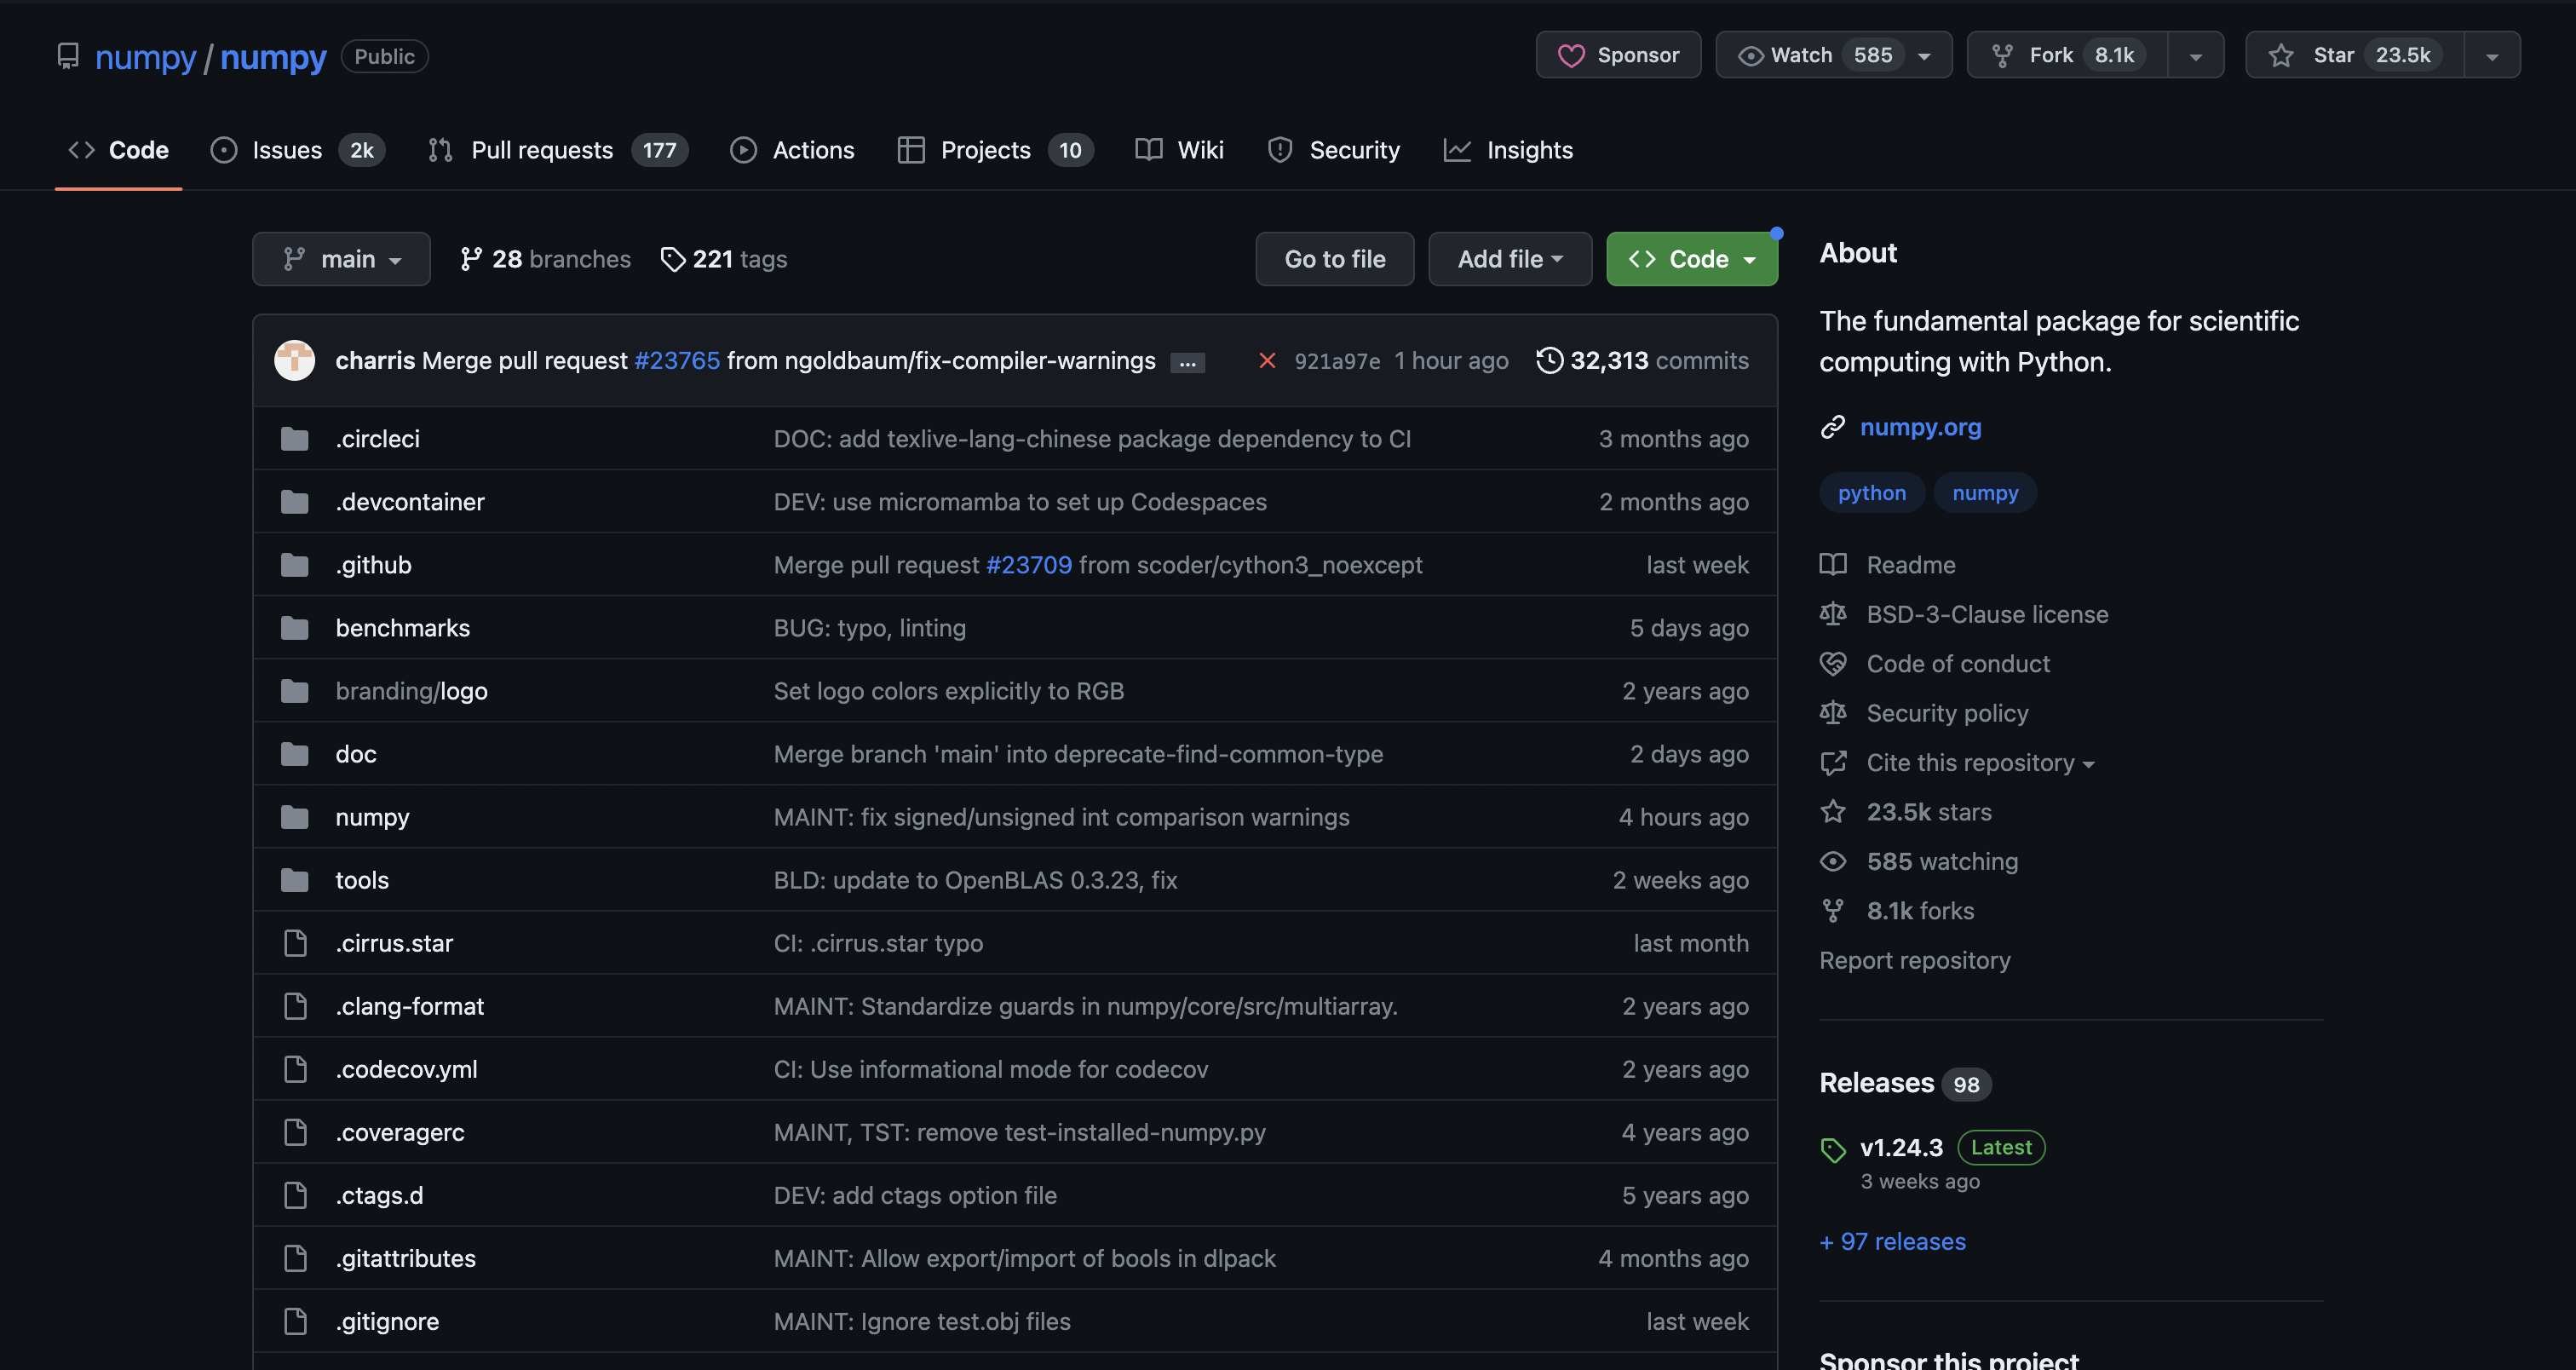 numpy / numpy Public
Sponsor Watch 585 Fork 8.1k Star 23.5k
Code Issues 2k Pull requests 177 Actions Projects 10 Wiki Security Insights
main 28 branches 221 tags Go to file Add file Code
charris Merge pull request #23765 from ngoldbaum/fix-compiler-warnings ... 921a97e 1 hour ago 32,313 commits
.circleci DOC: add texlive-lang-chinese package dependency to CI 3 months ago
.devcontainer DEV: use micromamba to set up Codespaces 2 months ago
.github Merge pull request #23709 from scoder/cython3_noexcept last week
benchmarks BUG: typo, linting 5 days ago
branding/logo Set logo colors explicitly to RGB 2 years ago
doc Merge branch 'main' into deprecate-find-common-type 2 days ago
numpy MAINT: fix signed/unsigned int comparison warnings 4 hours ago
tools BLD: update to OpenBLAS 0.3.23, fix 2 weeks ago
.cirrus.star CI: .cirrus.star typo last month
.clang-format MAINT: Standardize guards in numpy/core/src/multiarray. 2 years ago
.codecov.yml CI: Use informational mode for codecov 2 years ago
.coveragerc MAINT, TST: remove test-installed-numpy.py 4 years ago
.ctags.d DEV: add ctags option file 5 years ago
.gitattributes MAINT: Allow export/import of bools in dlpack 4 months ago
.gitignore MAINT: Ignore test.obj files last week
About
The fundamental package for scientific
computing with Python.
numpy.org
python numpy
Readme
BSD-3-Clause license
Code of conduct
Security policy
Cite this repository
23.5k stars
585 watching
8.1k forks
Report repository
Releases 98
v1.24.3 Latest
3 weeks ago
+ 97 releases
Sponsor this project